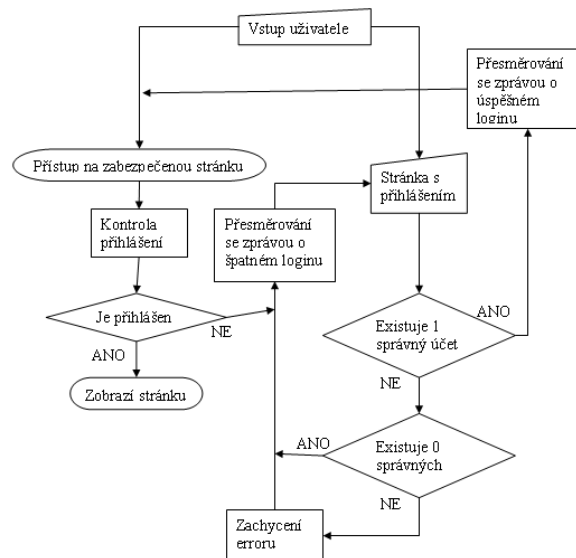 Vstup uživatele
Přesměrování
se zprávou o
úspěšném
loginu
Přístup na zabezpečenou stránku
Stránka s
přihlášením
Kontrola
přihlášení
Přesměrování
se zprávou o
špatném loginu
Je přihlášen
NE
ANO
Zobrazí stránku
Existuje 1
správný účet
ANO
NE
Existuje 0
správných
ANO
NE
Zachycení
erroru